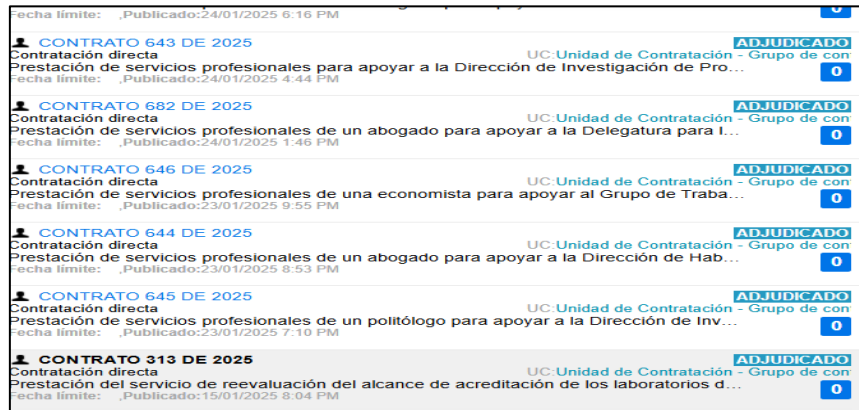 Fecha límite: ,Publicado:24/01/2025 6:16 PM
0
CONTRATO 643 DE 2025 ADJUDICADO
Contratación directa UC:Unidad de Contratación - Grupo de con
Prestación de servicios profesionales para apoyar a la Dirección de Investigación de Pro...
Fecha límite: ,Publicado:24/01/2025 4:44 PM 0
CONTRATO 682 DE 2025 ADJUDICADO
Contratación directa UC:Unidad de Contratación - Grupo de con
Prestación de servicios profesionales de un abogado para apoyar a la Delegatura para l...
Fecha límite: ,Publicado:24/01/2025 1:46 PM 0
CONTRATO 646 DE 2025 ADJUDICADO
Contratación directa UC:Unidad de Contratación - Grupo de con
Prestación de servicios profesionales de una economista para apoyar al Grupo de Traba...
Fecha límite: ,Publicado:23/01/2025 9:55 PM 0
CONTRATO 644 DE 2025 ADJUDICADO
Contratación directa UC:Unidad de Contratación - Grupo de con
Prestación de servicios profesionales de un abogado para apoyar a la Dirección de Hab...
Fecha límite: ,Publicado:23/01/2025 8:53 PM 0
CONTRATO 645 DE 2025 ADJUDICADO
Contratación directa UC:Unidad de Contratación - Grupo de con
Prestación de servicios profesionales de un politólogo para apoyar a la Dirección de Inv...
Fecha límite: ,Publicado:23/01/2025 7:10 PM 0
CONTRATO 313 DE 2025 ADJUDICADO
Contratación directa UC:Unidad de Contratación - Grupo de con
Prestación del servicio de reevaluación del alcance de acreditación de los laboratorios d...
Fecha límite: ,Publicado:15/01/2025 8:04 PM 0